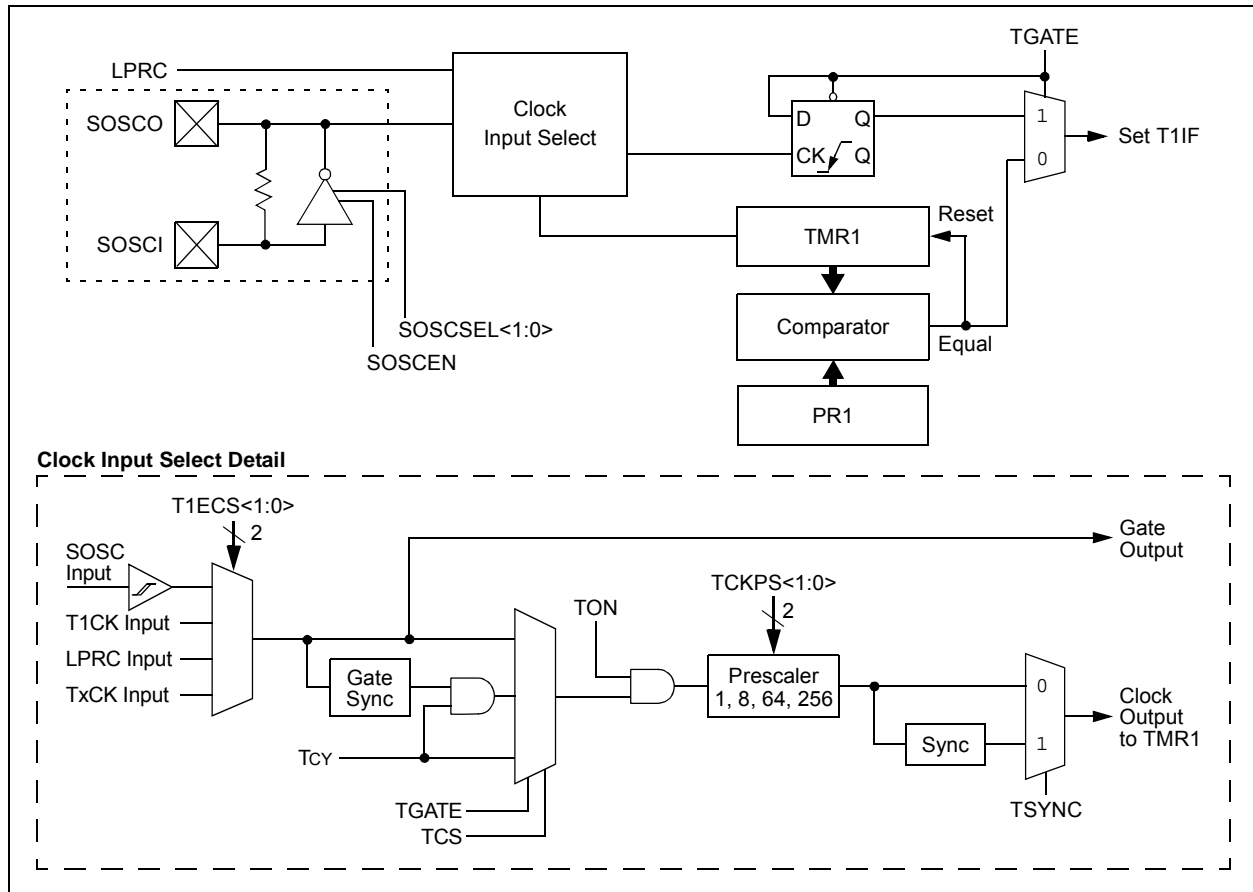 TGATE
LPRC
Clock
Input Select
SOSCO
D Q
CK Q
1
0
Set T1IF
SOSCI
TMR1
Reset
SOSCSEL<1:0>
SOSCEN
Comparator
Equal
PR1
Clock Input Select Detail
T1ECS<1:0>
2
SOSC
Input
T1CK Input
LPRC Input
TxCK Input
Gate
Output
Gate
Sync
TCY
TGATE
TCS
TON
TCKPS<1:0>
2
Prescaler
1, 8, 64, 256
0
Sync
1
Clock
Output
to TMR1
TSYNC